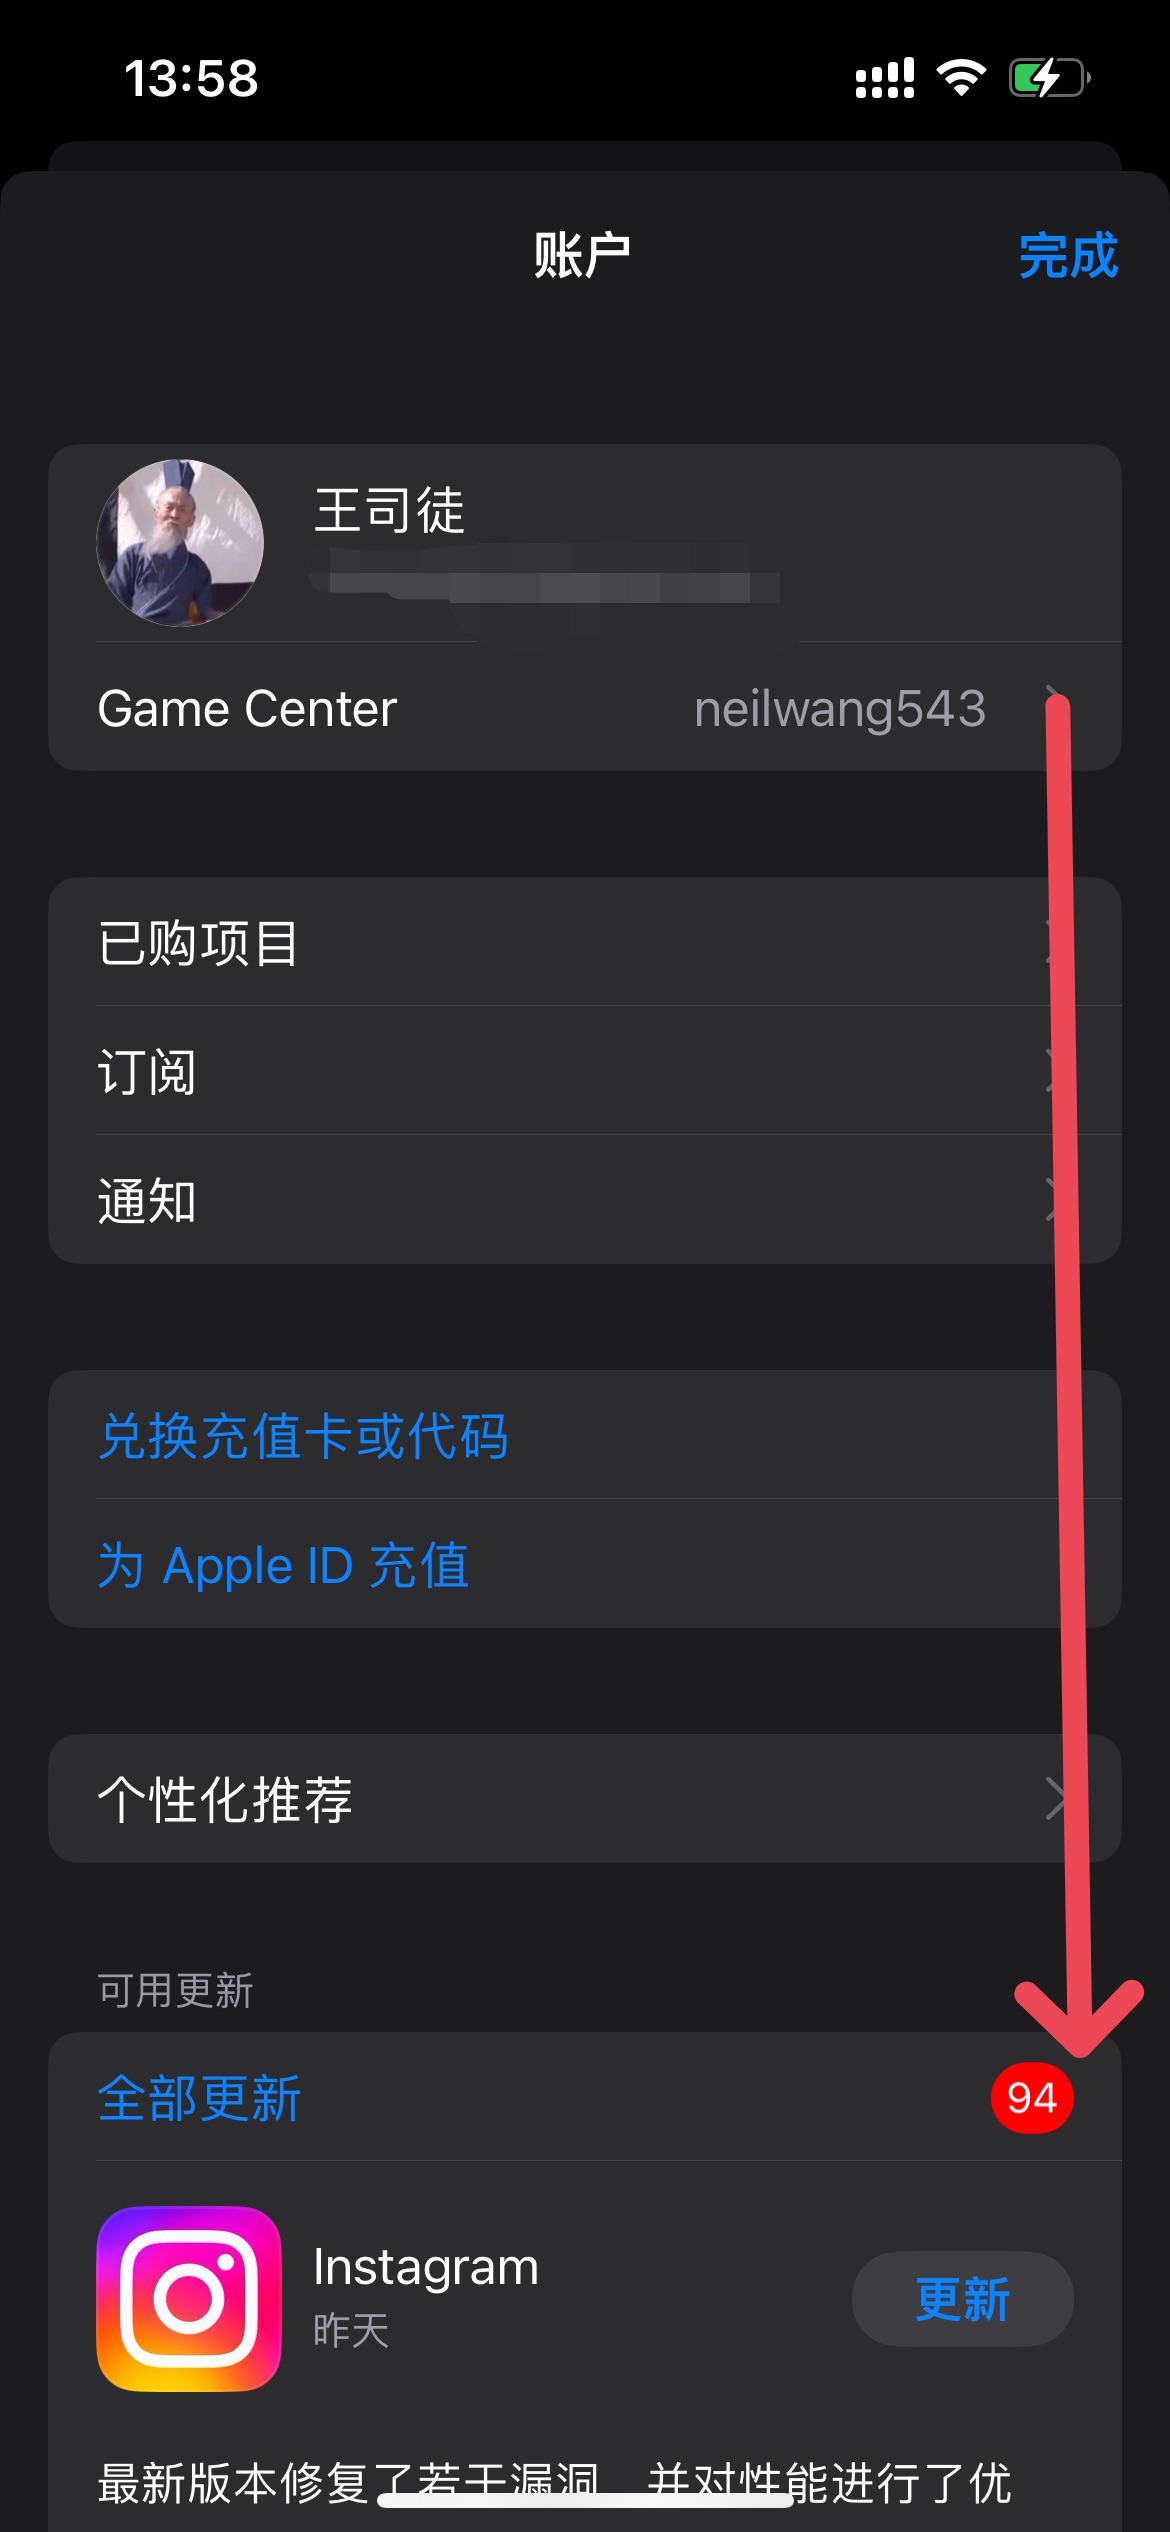 13:58
账户
完成
王司徒
Game Center
neilwang543
已购项目
订阅
通知
兑换充值卡或代码
为 Apple ID 充值
个性化推荐
可用更新
全部更新
94
Instagram
昨天
更新
最新版本修复了若干漏洞，并对性能进行了优